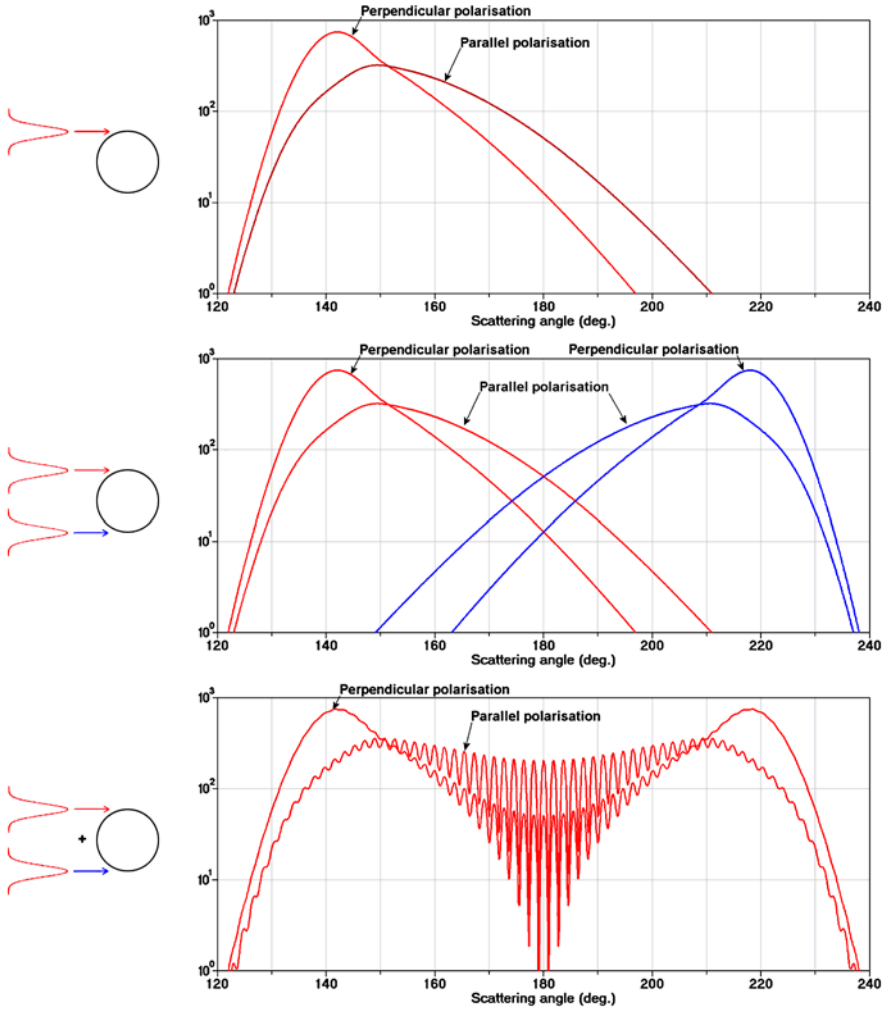 Perpendicular polarisation
Parallel polarisation
10³
10²
10¹
10⁰
120 140 160 180 200 220 240
Scattering angle (deg.)
Perpendicular polarisation Perpendicular polarisation
Parallel polarisation
10³
10²
10¹
10⁰
120 140 160 180 200 220 240
Scattering angle (deg.)
Perpendicular polarisation
Parallel polarisation
10³
10²
+
10¹
10⁰
120 140 160 180 200 220 240
Scattering angle (deg.)